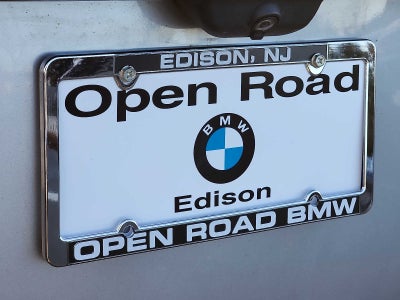 EDISON, NJ
Open Road
BMW
Edison
OPEN ROAD BMW